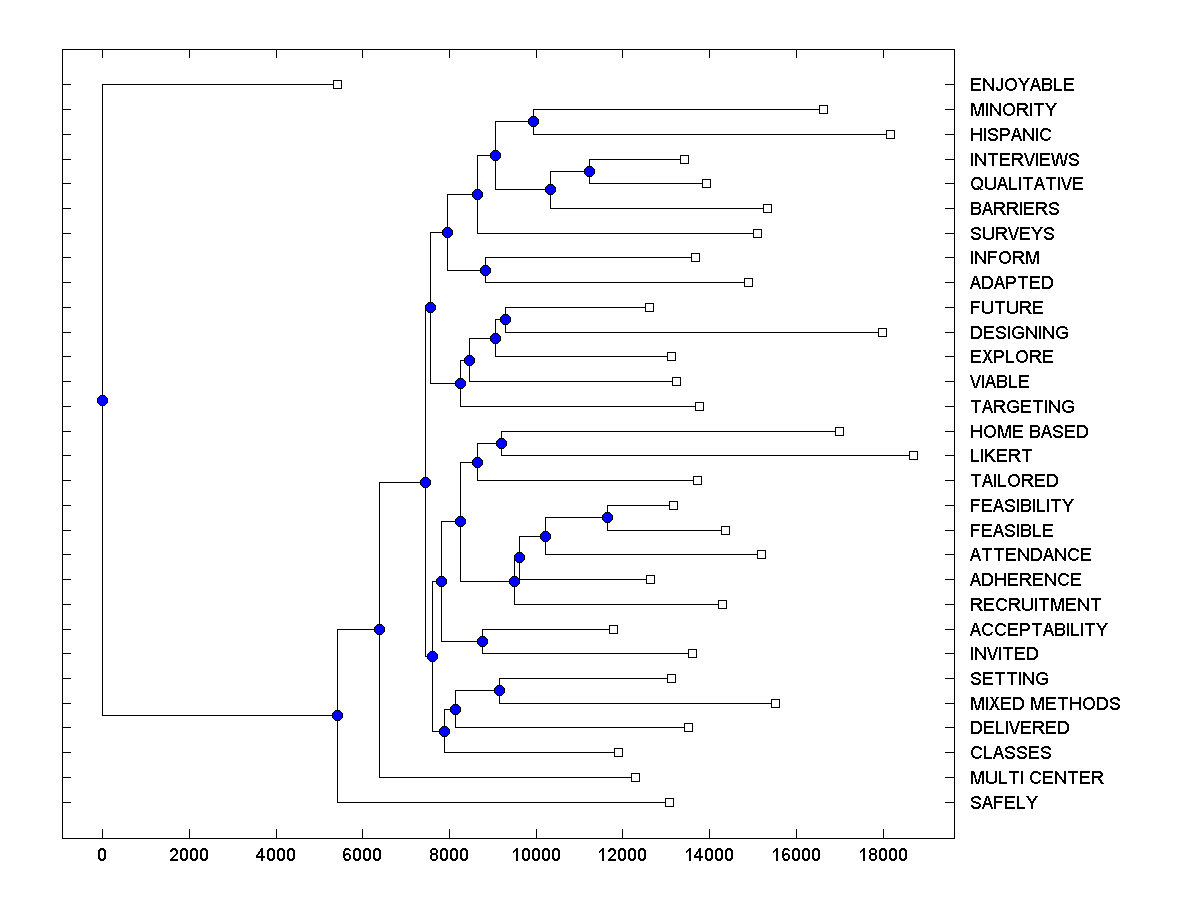 ENJOYABLE
MINORITY
HISPANIC
INTERVIEWS
QUALITATIVE
BARRIERS
SURVEYS
INFORM
ADAPTED
FUTURE
DESIGNING
EXPLORE
VIABLE
TARGETING
HOME BASED
LIKERT
TAILORED
FEASIBILITY
FEASIBLE
ATTENDANCE
ADHERENCE
RECRUITMENT
ACCEPTABILITY
INVITED
SETTING
MIXED METHODS
DELIVERED
CLASSES
MULTI CENTER
SAFELY
0 2000 4000 6000 8000 10000 12000 14000 16000 18000